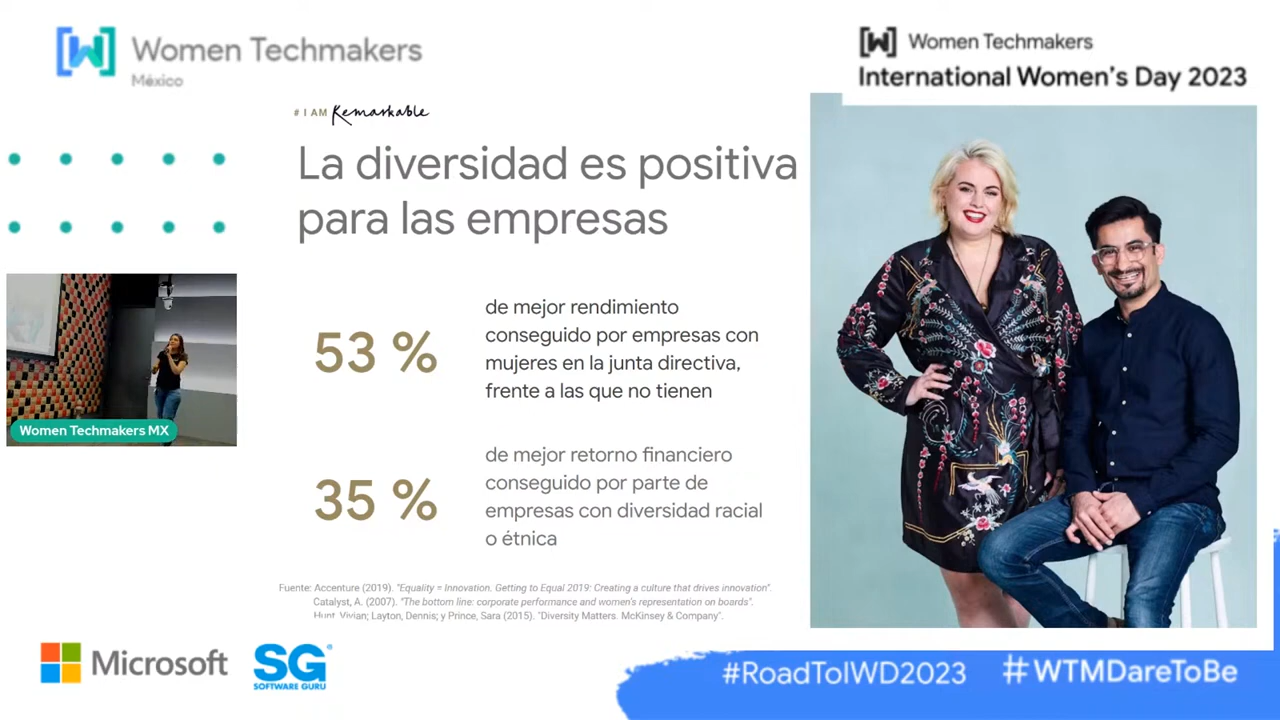 Women Techmakers
México
Women Techmakers
International Women's Day 2023
# I AM Remarkable
La diversidad es positiva
para las empresas
53 %
de mejor rendimiento
conseguido por empresas con
mujeres en la junta directiva,
frente a las que no tienen
35 %
de mejor retorno financiero
conseguido por parte de
empresas con diversidad racial
o étnica
Women Techmakers MX
Fuente: Accenture (2019). "Equality = Innovation. Getting to Equal 2019: Creating a culture that drives innovation".
Catalyst, A. (2007). "The bottom line: corporate performance and women's representation on boards".
Hunt, Vivian; Layton, Dennis; y Prince, Sara (2015). "Diversity Matters. McKinsey & Company".
Microsoft
SG
SOFTWARE GURU
#RoadToIWD2023
#WTMDareToBe